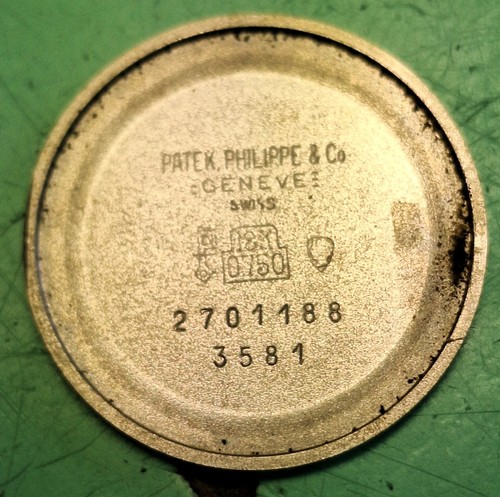 PATEK, PHILIPPE & Co
GENEVE
SWISS
18K
0,750
2701188
3581